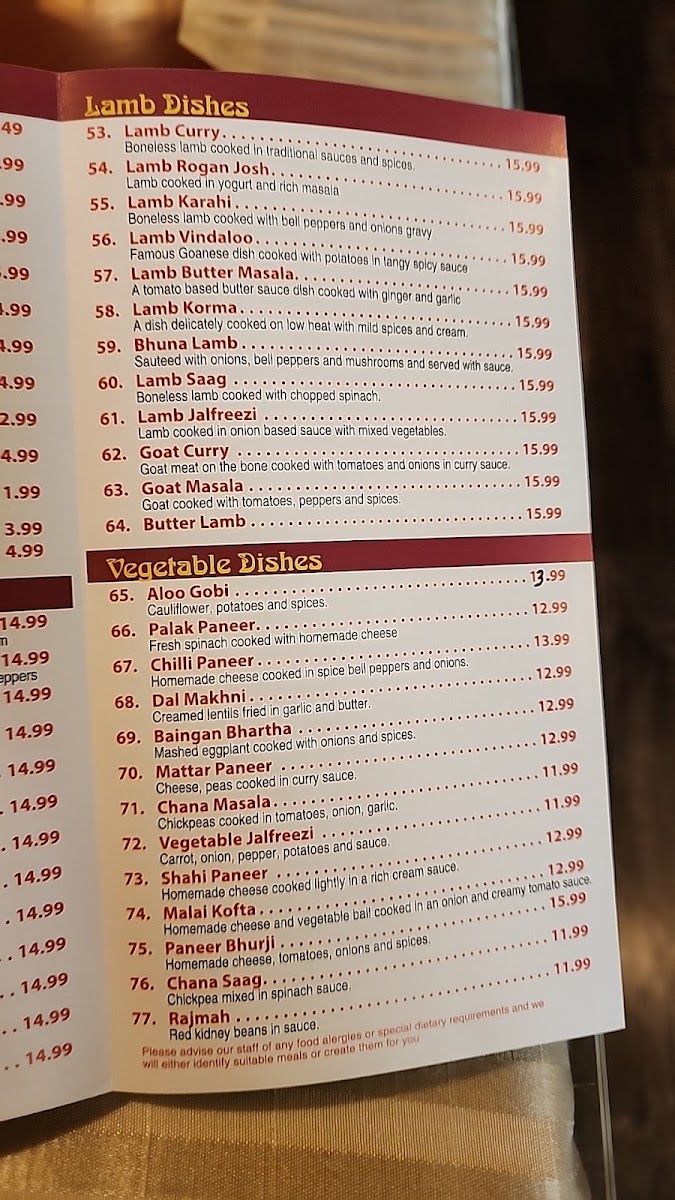 49
.99
.99
.99
.99
4.99
4.99
4.99
2.99
4.99
1.99
3.99
4.99
14.99
n
14.99
eppers
14.99
14.99
. 14.99
. 14.99
. 14.99
. 14.99
. 14.99
. . 14.99
. . 14.99
. . 14.99
. . 14.99
Lamb Dishes
53. Lamb Curry 15.99
Boneless lamb cooked in traditional sauces and spices.
54. Lamb Rogan Josh 15.99
Lamb cooked in yogurt and rich masala
55. Lamb Karahi 15.99
Boneless lamb cooked with bell peppers and onions gravy
56. Lamb Vindaloo 15.99
Famous Goanese dish cooked with potatoes in tangy spicy sauce
57. Lamb Butter Masala 15.99
A tomato based butter sauce dish cooked with ginger and garlic
58. Lamb Korma 15.99
A dish delicately cooked on low heat with mild spices and cream.
59. Bhuna Lamb 15.99
Sauteed with onions, bell peppers and mushrooms and served with sauce.
60. Lamb Saag 15.99
Boneless lamb cooked with chopped spinach.
61. Lamb Jalfreezi 15.99
Lamb cooked in onion based sauce with mixed vegetables.
62. Goat Curry 15.99
Goat meat on the bone cooked with tomatoes and onions in curry sauce.
63. Goat Masala 15.99
Goat cooked with tomatoes, peppers and spices.
64. Butter Lamb 15.99
Vegetable Dishes
65. Aloo Gobi 13.99
Cauliflower, potatoes and spices.
66. Palak Paneer 12.99
Fresh spinach cooked with homemade cheese
67. Chilli Paneer 13.99
Homemade cheese cooked in spice bell peppers and onions.
68. Dal Makhni 12.99
Creamed lentils fried in garlic and butter.
69. Baingan Bhartha 12.99
Mashed eggplant cooked with onions and spices.
70. Mattar Paneer 12.99
Cheese, peas cooked in curry sauce.
71. Chana Masala 11.99
Chickpeas cooked in tomatoes, onion, garlic.
72. Vegetable Jalfreezi 11.99
Carrot, onion, pepper, potatoes and sauce.
73. Shahi Paneer 12.99
Homemade cheese cooked lightly in a rich cream sauce.
74. Malai Kofta 12.99
Homemade cheese and vegetable ball cooked in an onion and creamy tomato sauce.
75. Paneer Bhurji 15.99
Homemade cheese, tomatoes, onions and spices.
76. Chana Saag 11.99
Chickpea mixed in spinach sauce.
77. Rajmah 11.99
Red kidney beans in sauce.
Please advise our staff of any food alergies or special dietary requirements and we
will either identify suitable meals or create them for you